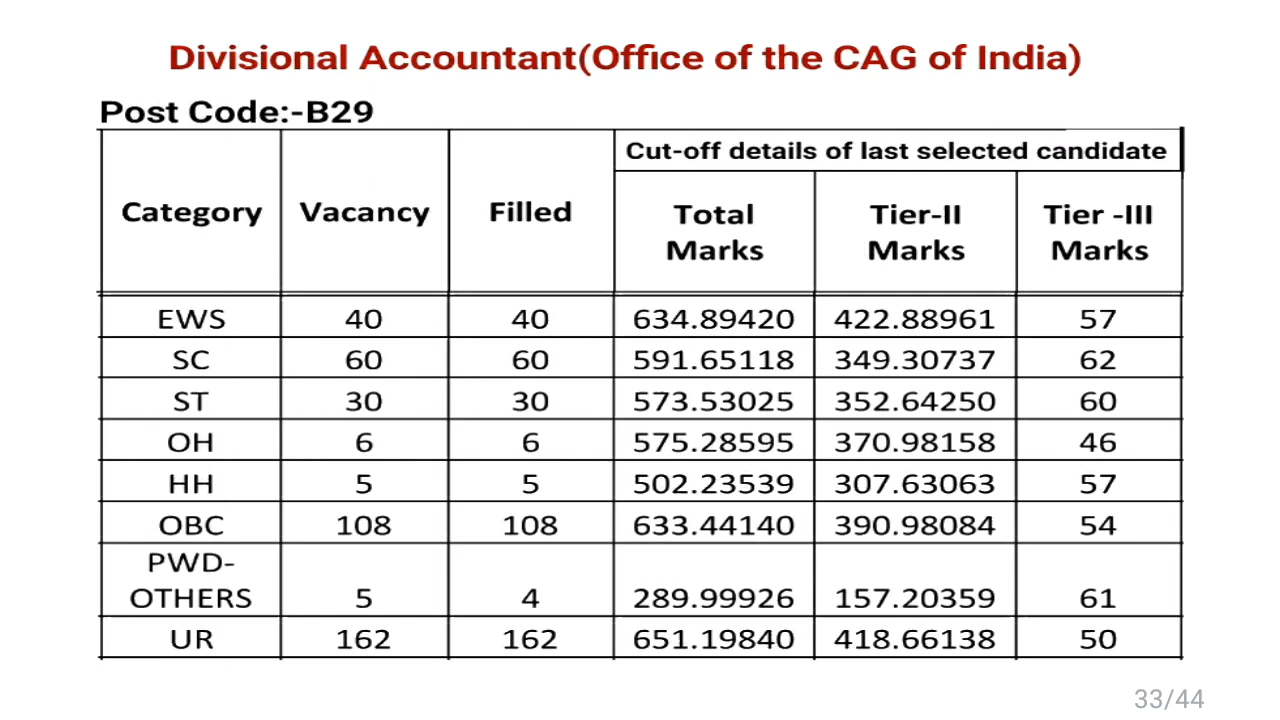 Divisional Accountant(Office of the CAG of India)
Post Code:-B29
Category Vacancy Filled Cut-off details of last selected candidate
Total Marks Tier-II Marks Tier -III Marks
EWS 40 40 634.89420 422.88961 57
SC 60 60 591.65118 349.30737 62
ST 30 30 573.53025 352.64250 60
OH 6 6 575.28595 370.98158 46
HH 5 5 502.23539 307.63063 57
OBC 108 108 633.44140 390.98084 54
PWD-
OTHERS 5 4 289.99926 157.20359 61
UR 162 162 651.19840 418.66138 50
33/44